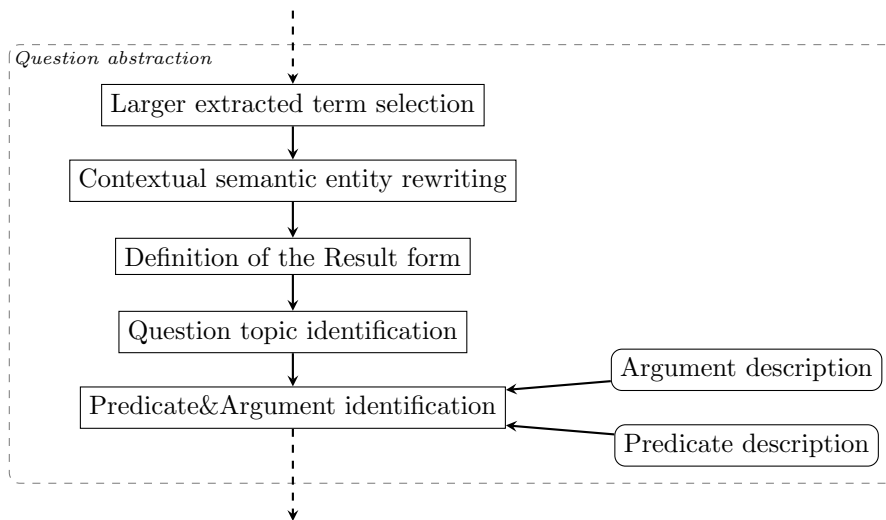 Question abstraction
Larger extracted term selection
Contextual semantic entity rewriting
Definition of the Result form
Question topic identification
Argument description
Predicate&Argument identification
Predicate description